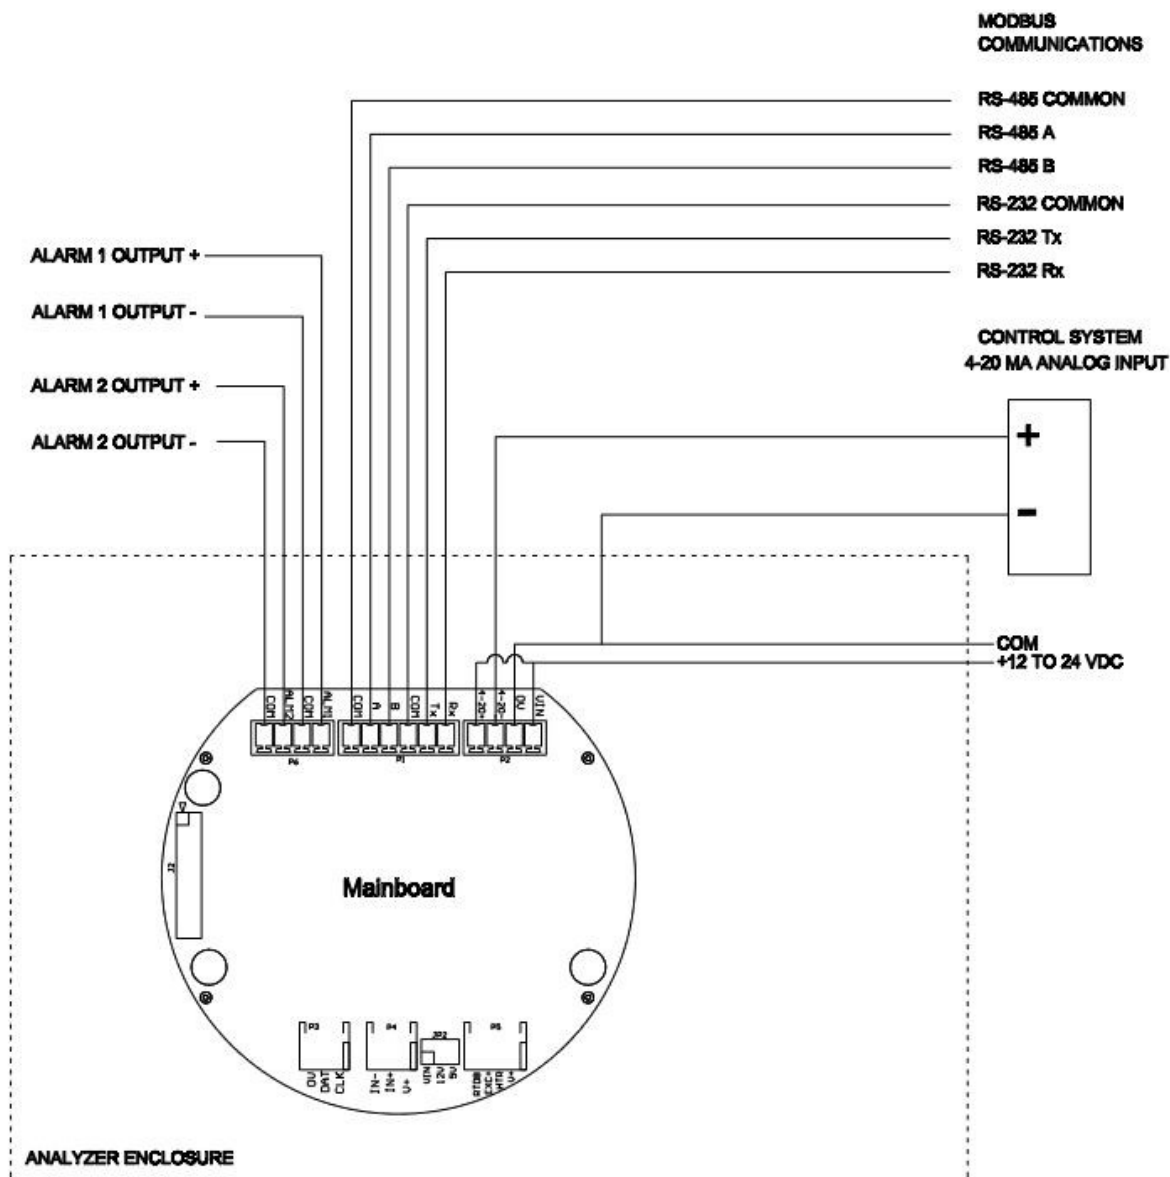 MODBUS
COMMUNICATIONS
RS-485 COMMON
RS-485 A
RS-485 B
RS-232 COMMON
RS-232 Tx
RS-232 Rx
ALARM 1 OUTPUT +
ALARM 1 OUTPUT -
ALARM 2 OUTPUT +
ALARM 2 OUTPUT -
CONTROL SYSTEM
4-20 MA ANALOG INPUT
+
-
COM
+12 TO 24 VDC
COM ALM2 COM ALM1
COM A B COM Tx Rx
4-20+ 4-20- 0V VIN
P6 P1 P2
J2
Mainboard
P3 P4 JP2 P5
0V DAT CLK
IN- IN+ V+
VIN 12V 5V
RTDB EXC+ HTR V+
ANALYZER ENCLOSURE